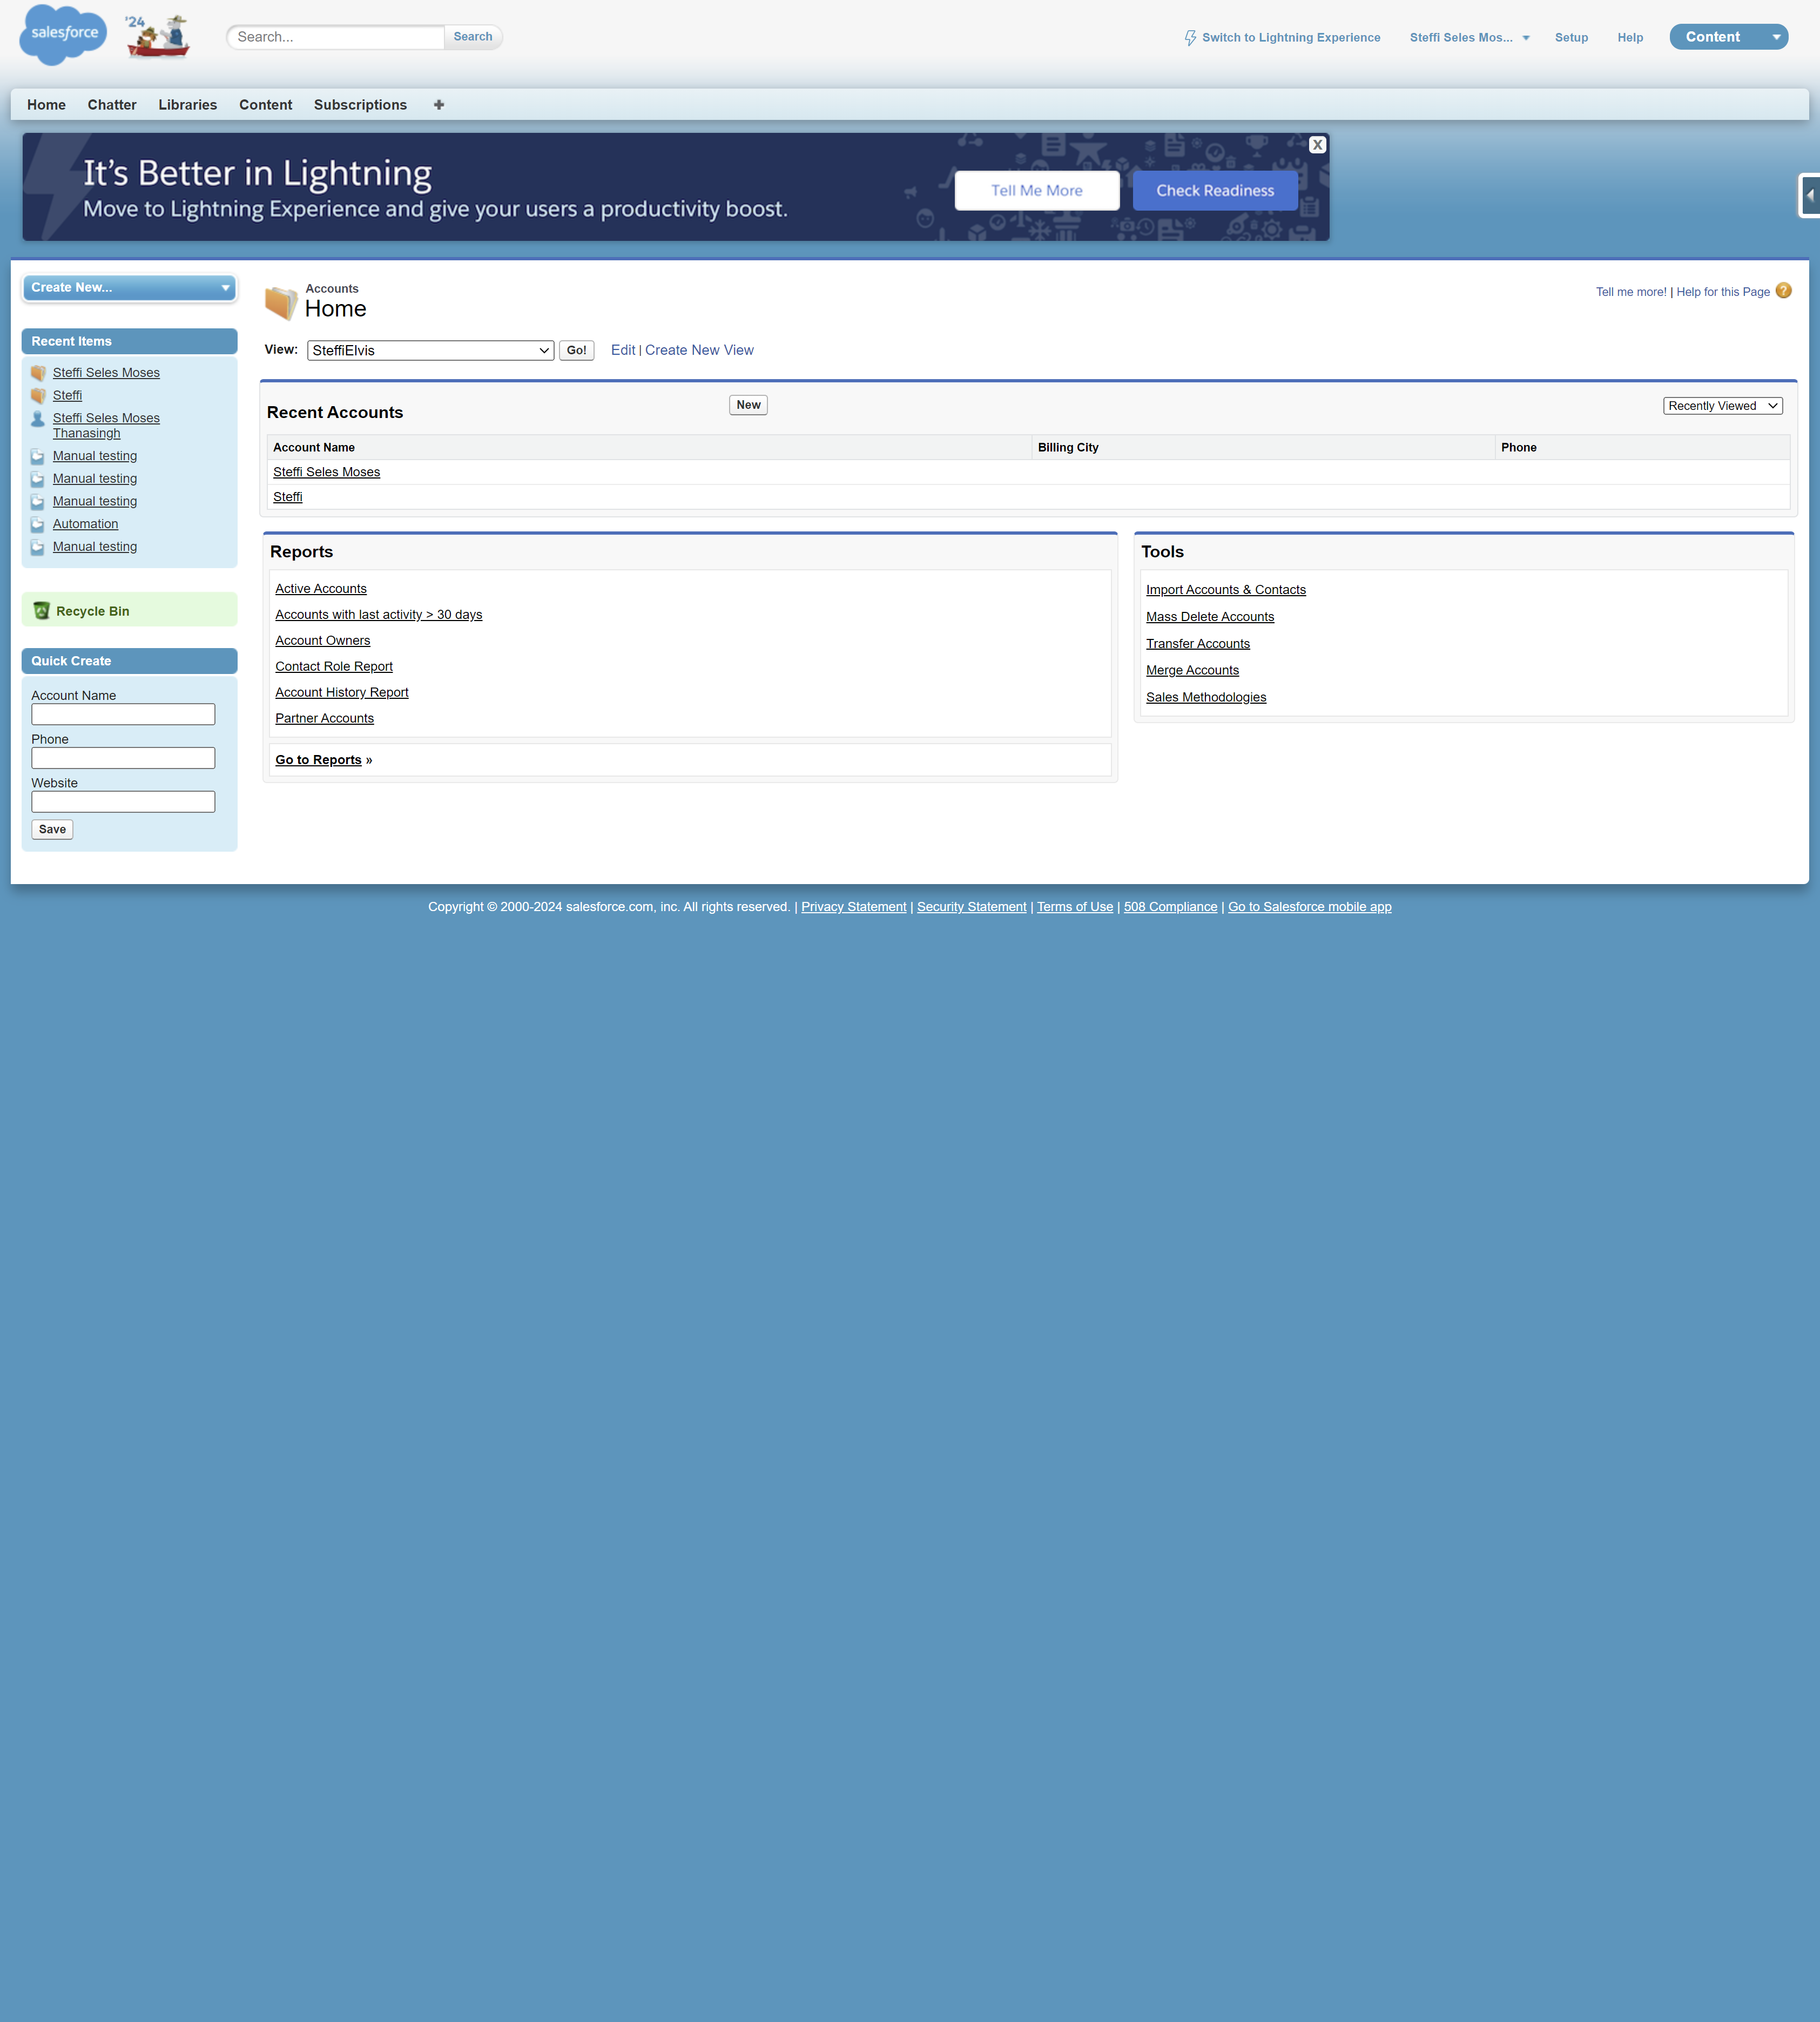 salesforce
'24
Search...
Search
Switch to Lightning Experience
Steffi Seles Mos...
Setup
Help
Content
Home
Chatter
Libraries
Content
Subscriptions
It's Better in Lightning
Move to Lightning Experience and give your users a productivity boost.
Tell Me More
Check Readiness
X
Create New...
Recent Items
Steffi Seles Moses
Steffi
Steffi Seles Moses
Thanasingh
Manual testing
Manual testing
Manual testing
Automation
Manual testing
Recycle Bin
Quick Create
Account Name
Phone
Website
Save
Accounts
Home
Tell me more! | Help for this Page ?
View: SteffiElvis Go! Edit | Create New View
Recent Accounts
New
Recently Viewed
Account Name Billing City Phone
Steffi Seles Moses
Steffi
Reports
Active Accounts
Accounts with last activity > 30 days
Account Owners
Contact Role Report
Account History Report
Partner Accounts
Go to Reports »
Tools
Import Accounts & Contacts
Mass Delete Accounts
Transfer Accounts
Merge Accounts
Sales Methodologies
Copyright © 2000-2024 salesforce.com, inc. All rights reserved. | Privacy Statement | Security Statement | Terms of Use | 508 Compliance | Go to Salesforce mobile app